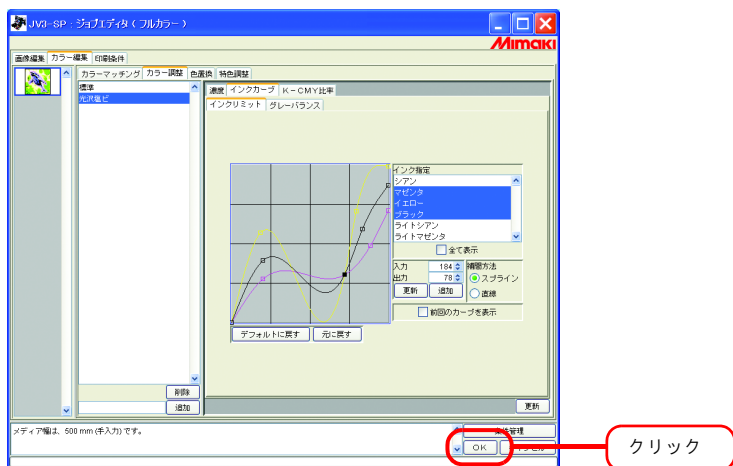 JV3-SP : ジョブエディタ ( フルカラー )
MIMAKI
画像編集 カラー編集 印刷条件
カラーマッチング カラー調整 色置換 特色調整
標準
光沢塩ビ
濃度 インクカーブ K-CMY比率
インクリミット グレーバランス
インク指定
シアン
マゼンタ
イエロー
ブラック
ライトシアン
ライトマゼンタ
全て表示
入力 184 補間方法
出力 78 スプライン
更新 追加 直線
前回のカーブを表示
デフォルトに戻す 元に戻す
削除
追加 更新
メディア幅は、500 mm (手入力) です。
OK クリック